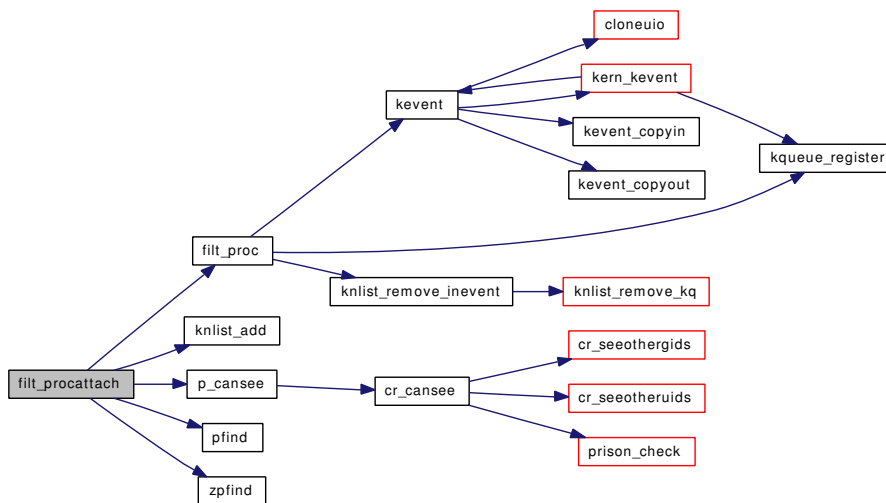 cloneuio
kern_kevent
kevent
kevent_copyin
kqueue_register
kevent_copyout
filt_proc
knlist_remove_inevent
knlist_remove_kq
knlist_add
cr_seeothergids
filt_procattach
p_cansee
cr_cansee
cr_seeotheruids
pfind
prison_check
zpfind